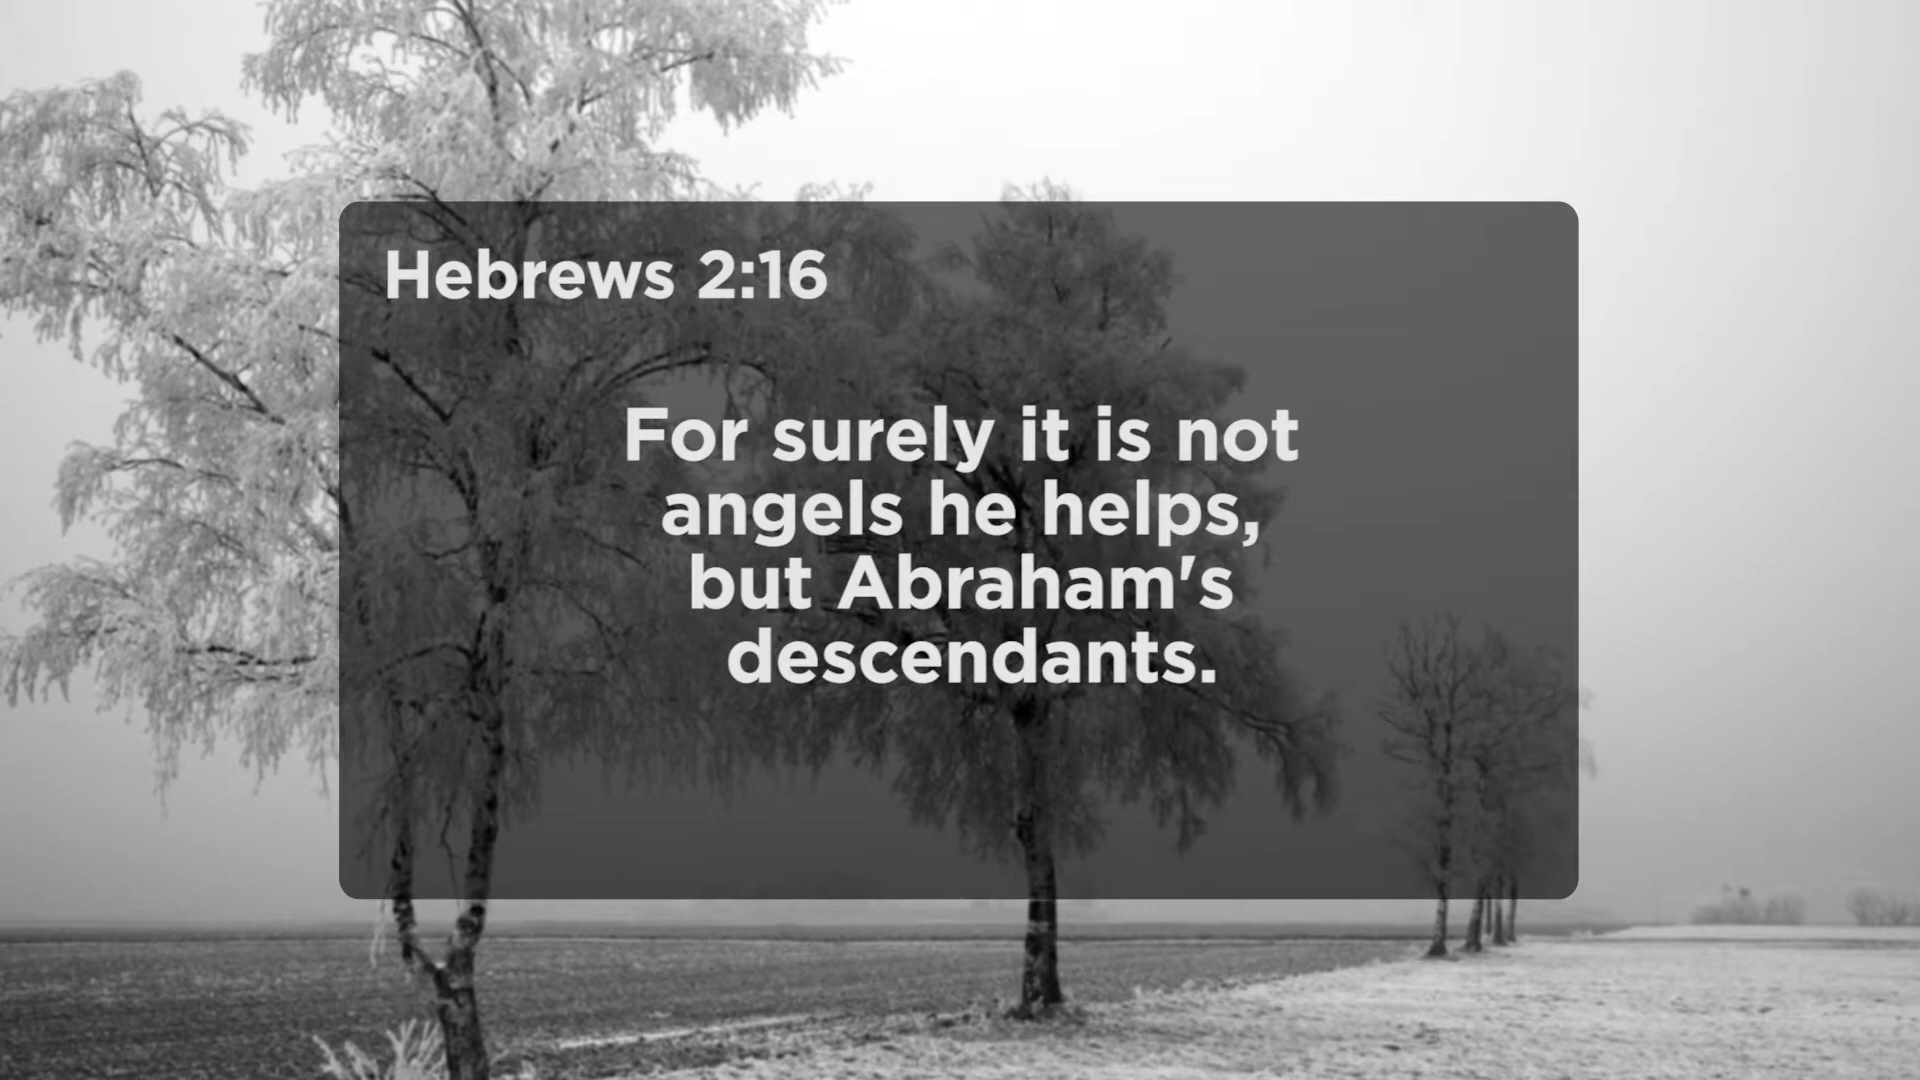 Hebrews 2:16
For surely it is not
angels he helps,
but Abraham's
descendants.